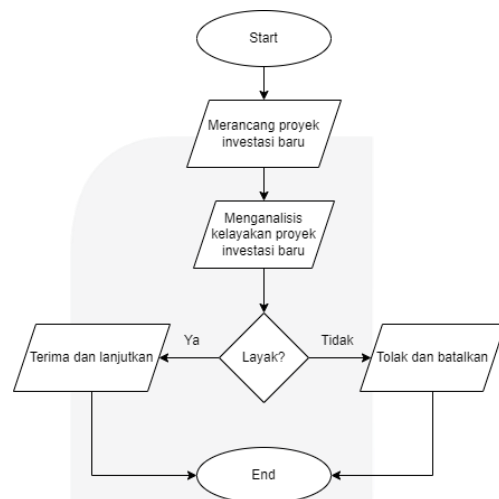 Start
Merancang proyek
investasi baru
Menganalisis
kelayakan proyek
investasi baru
Ya
Layak?
Tidak
Terima dan lanjutkan
Tolak dan batalkan
End